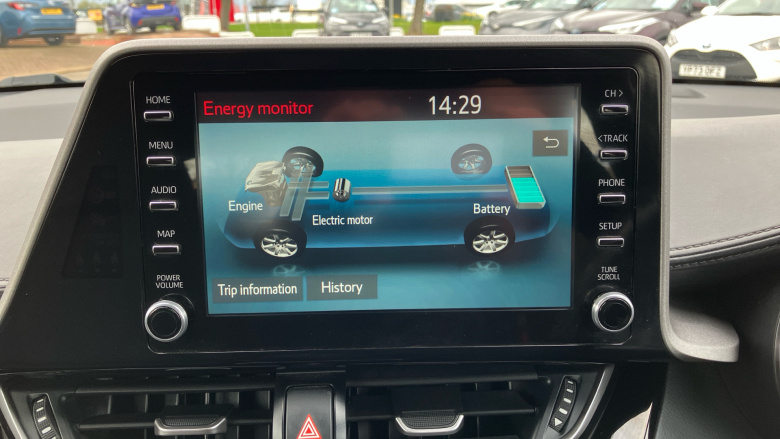 HOME
MENU
AUDIO
MAP
POWER
VOLUME
Energy monitor 14:29
Engine
Electric motor
Battery
Trip information
History
CH >
< TRACK
PHONE
SETUP
TUNE
SCROLL